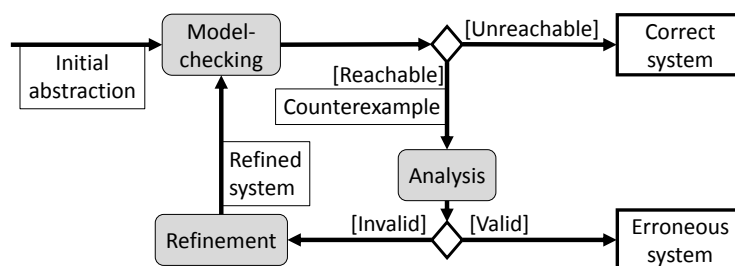 Model-
checking
[Unreachable]
Correct
system
Initial
abstraction
[Reachable]
Counterexample
Refined
system
Analysis
[Invalid]
[Valid]
Refinement
Erroneous
system